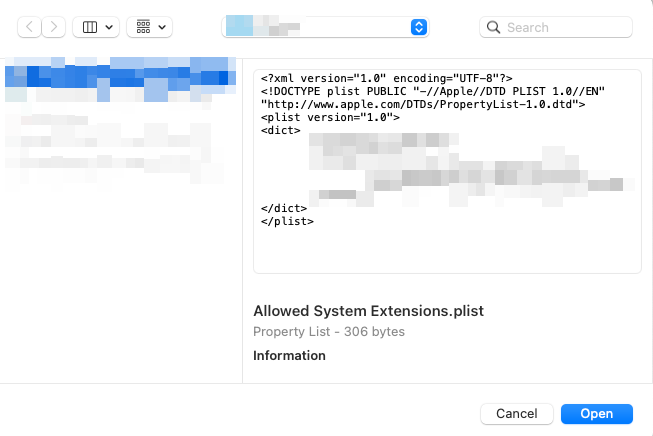 Search
<?xml version="1.0" encoding="UTF-8"?>
<!DOCTYPE plist PUBLIC "-//Apple//DTD PLIST 1.0//EN"
"http://www.apple.com/DTDs/PropertyList-1.0.dtd">
<plist version="1.0">
<dict>
</dict>
</plist>
Allowed System Extensions.plist
Property List - 306 bytes
Information
Cancel
Open